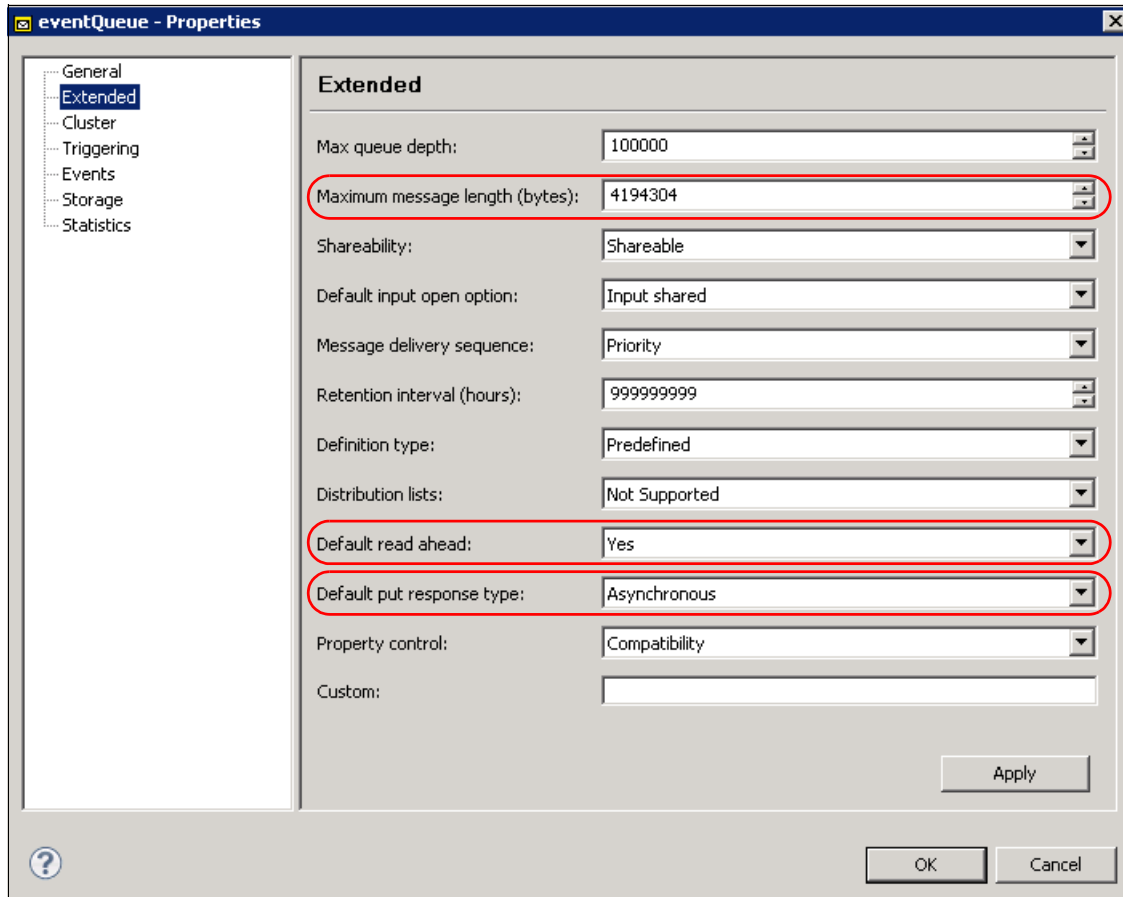 eventQueue - Properties
General
Extended
Cluster
Triggering
Events
Storage
Statistics
Extended
Max queue depth: 100000
Maximum message length (bytes): 4194304
Shareability: Shareable
Default input open option: Input shared
Message delivery sequence: Priority
Retention interval (hours): 999999999
Definition type: Predefined
Distribution lists: Not Supported
Default read ahead: Yes
Default put response type: Asynchronous
Property control: Compatibility
Custom:
Apply
?
OK Cancel